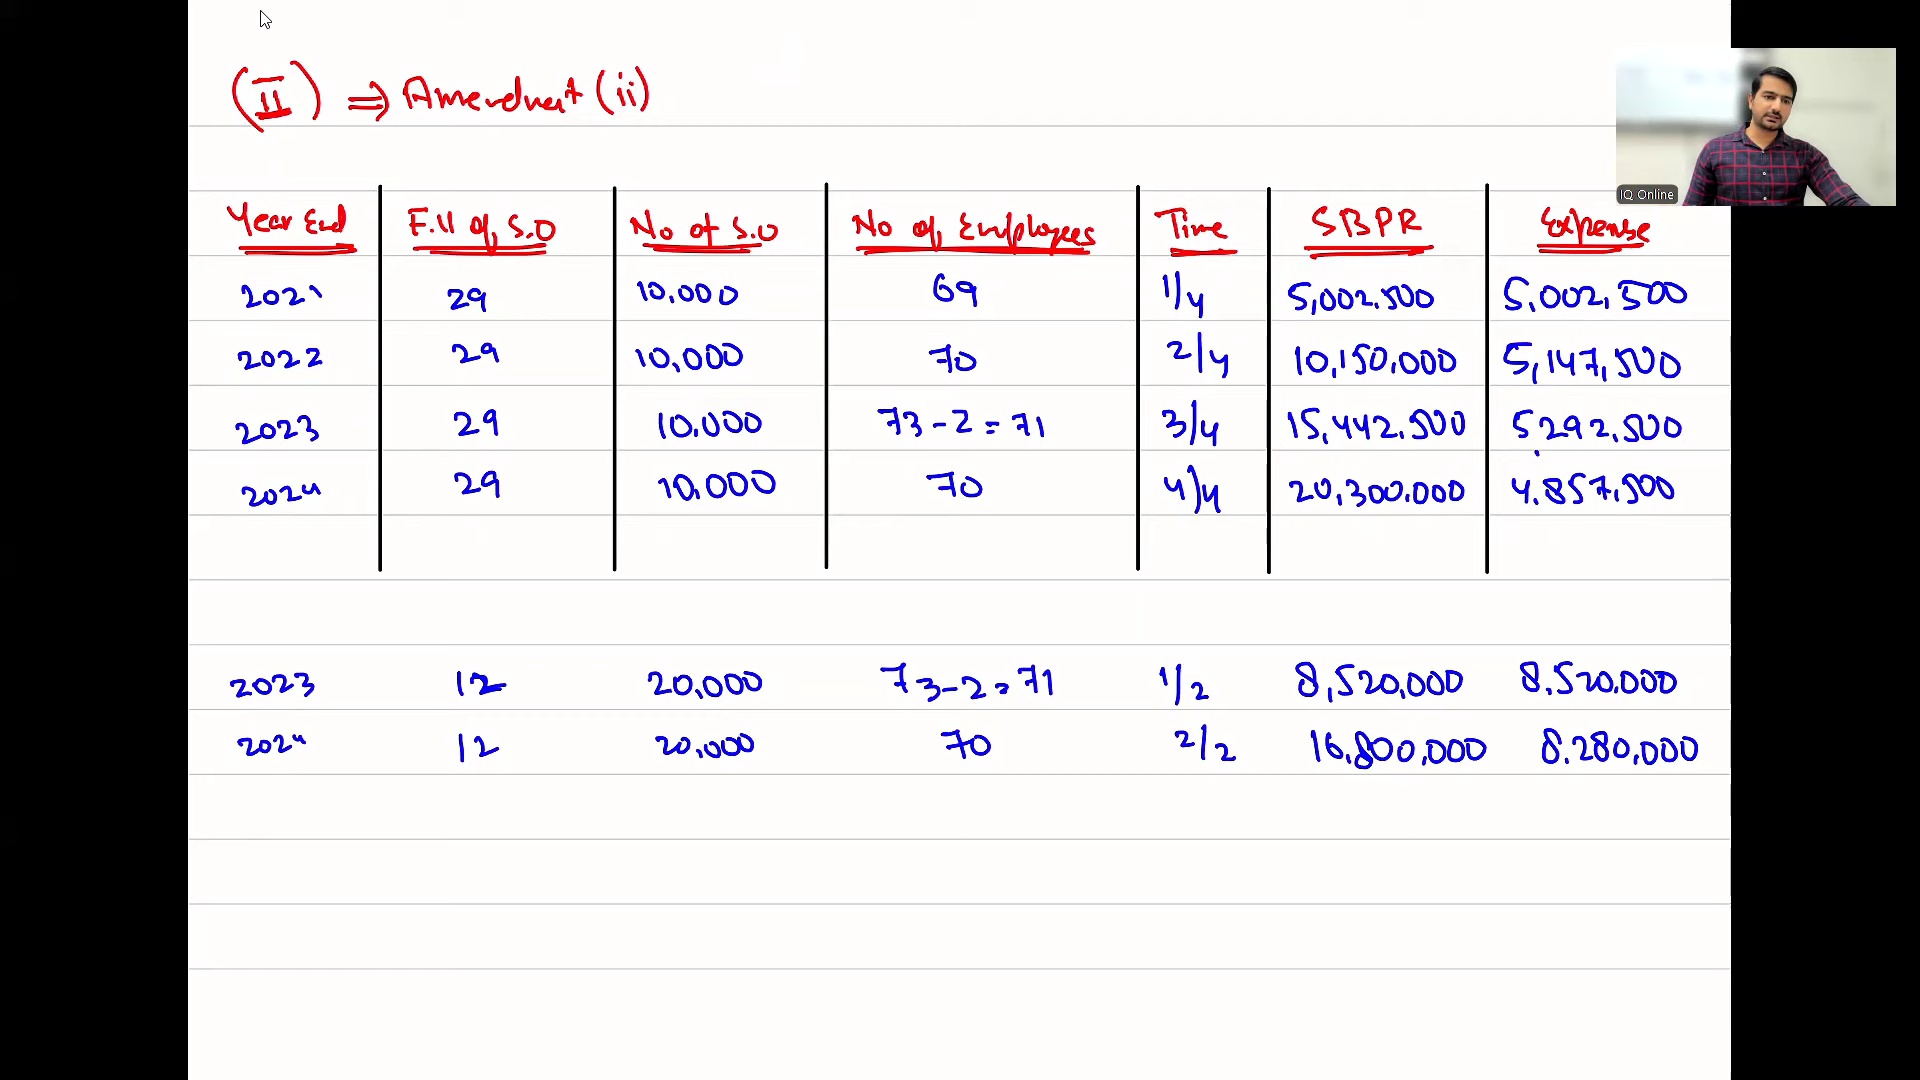 (II) ⇒ Amendment (ii)
IQ Online
Year End F.V of S.O No of S.O No of Employees Time SBPR Expense
2021 29 10,000 69 1/4 5,002,500 5,002,500
2022 29 10,000 70 2/4 10,150,000 5,147,500
2023 29 10,000 73-2=71 3/4 15,442,500 5,292,500
2024 29 10,000 70 4/4 20,300,000 4,857,500
2023 12 20,000 73-2=71 1/2 8,520,000 8,520,000
2024 12 20,000 70 2/2 16,800,000 8,280,000